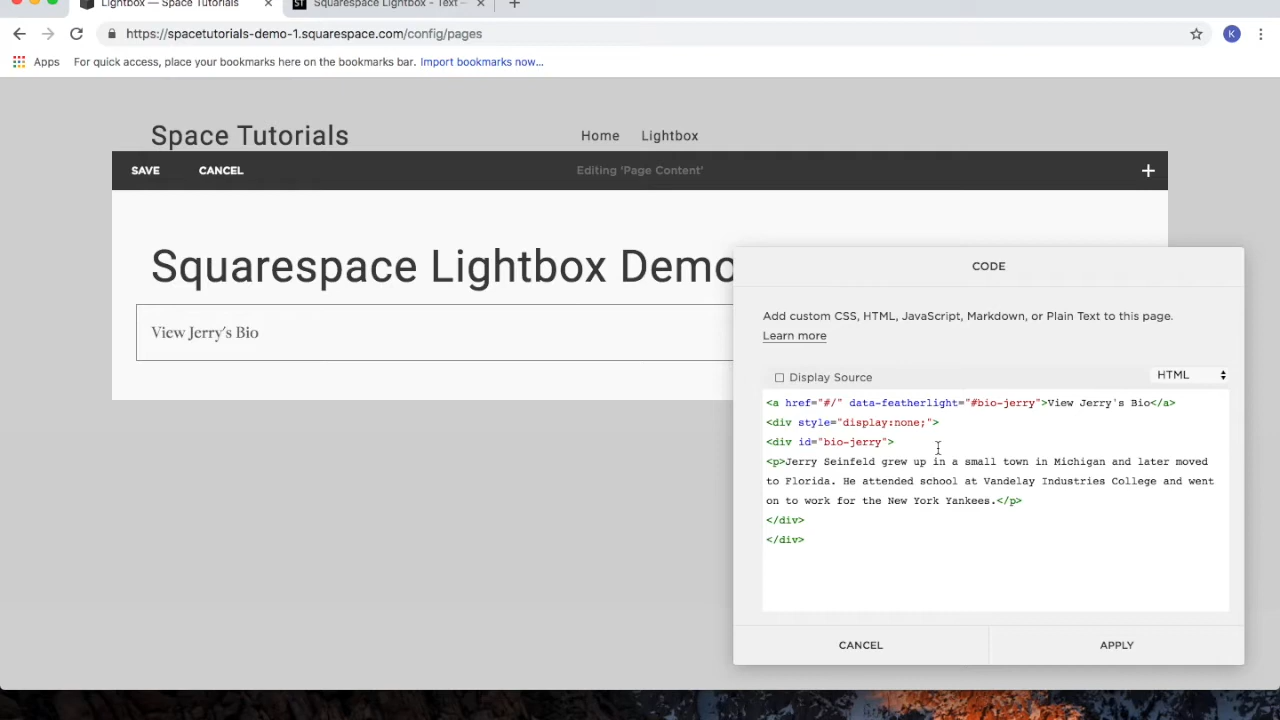 Lightbox — Space Tutorials
Squarespace Lightbox - Text –
https://spacetutorials-demo-1.squarespace.com/config/pages
K
Apps
For quick access, place your bookmarks here on the bookmarks bar. Import bookmarks now...
Space Tutorials
Home
Lightbox
SAVE
CANCEL
Editing 'Page Content'
Squarespace Lightbox Demo
View Jerry's Bio
CODE
Add custom CSS, HTML, JavaScript, Markdown, or Plain Text to this page.
Learn more
Display Source
HTML
<a href="#/" data-featherlight="#bio-jerry">View Jerry's Bio</a>
<div style="display:none;">
<div id="bio-jerry">
<p>Jerry Seinfeld grew up in a small town in Michigan and later moved
to Florida. He attended school at Vandelay Industries College and went
on to work for the New York Yankees.</p>
</div>
</div>
CANCEL
APPLY